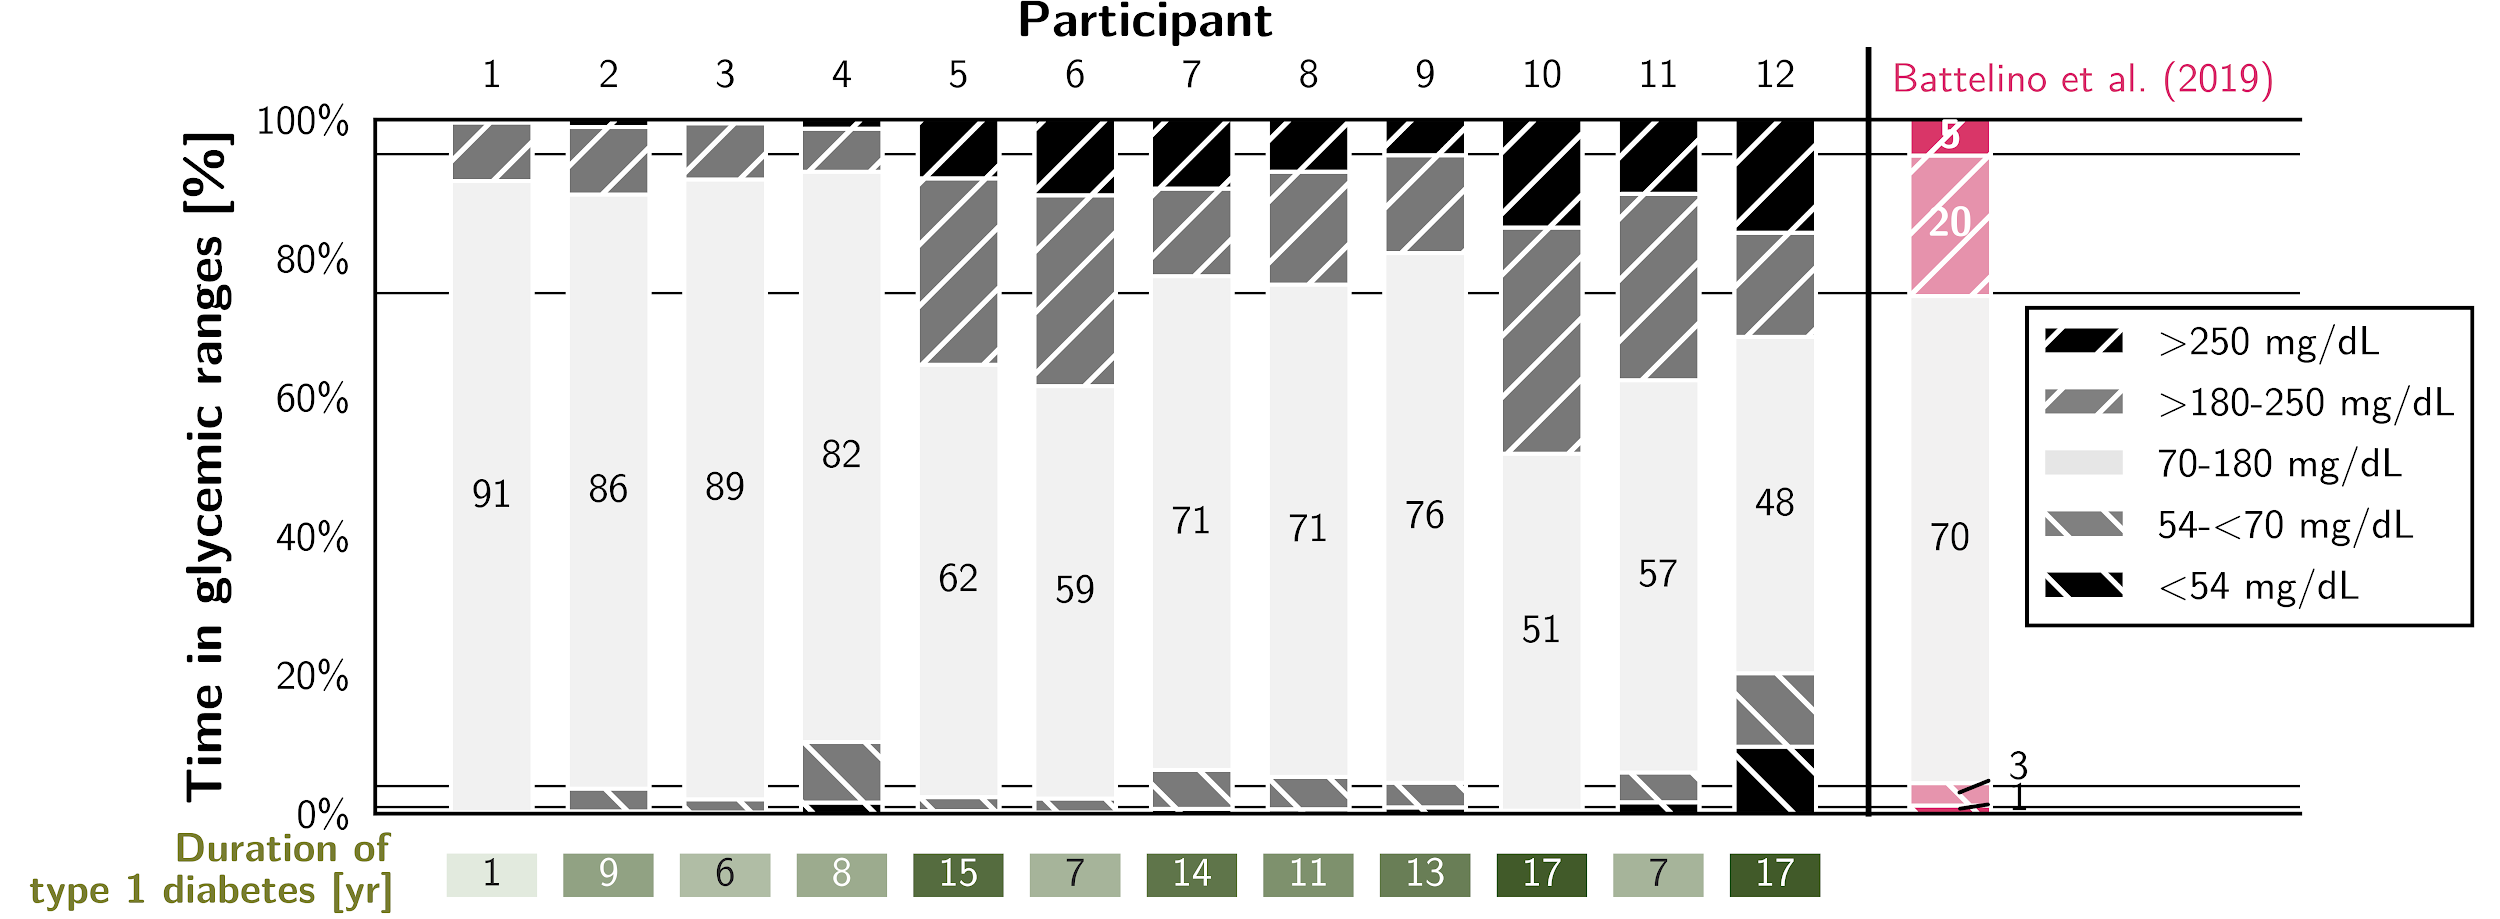 Participant
1 2 3 4 5 6 7 8 9 10 11 12 Battelino et al. (2019)
Time in glycemic ranges [%]
100%
80%
60%
40%
20%
0%
91 86 89 82 62 59 71 71 76 51 57 48
5
20
70
3
1
>250 mg/dL
>180-250 mg/dL
70-180 mg/dL
54-<70 mg/dL
<54 mg/dL
Duration of
type 1 diabetes [yr]
1 9 6 8 15 7 14 11 13 17 7 17